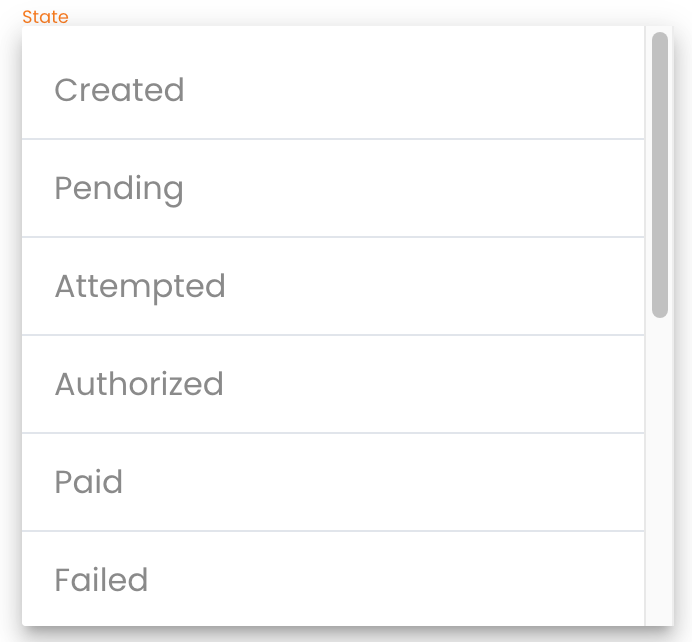 State
Created
Pending
Attempted
Authorized
Paid
Failed